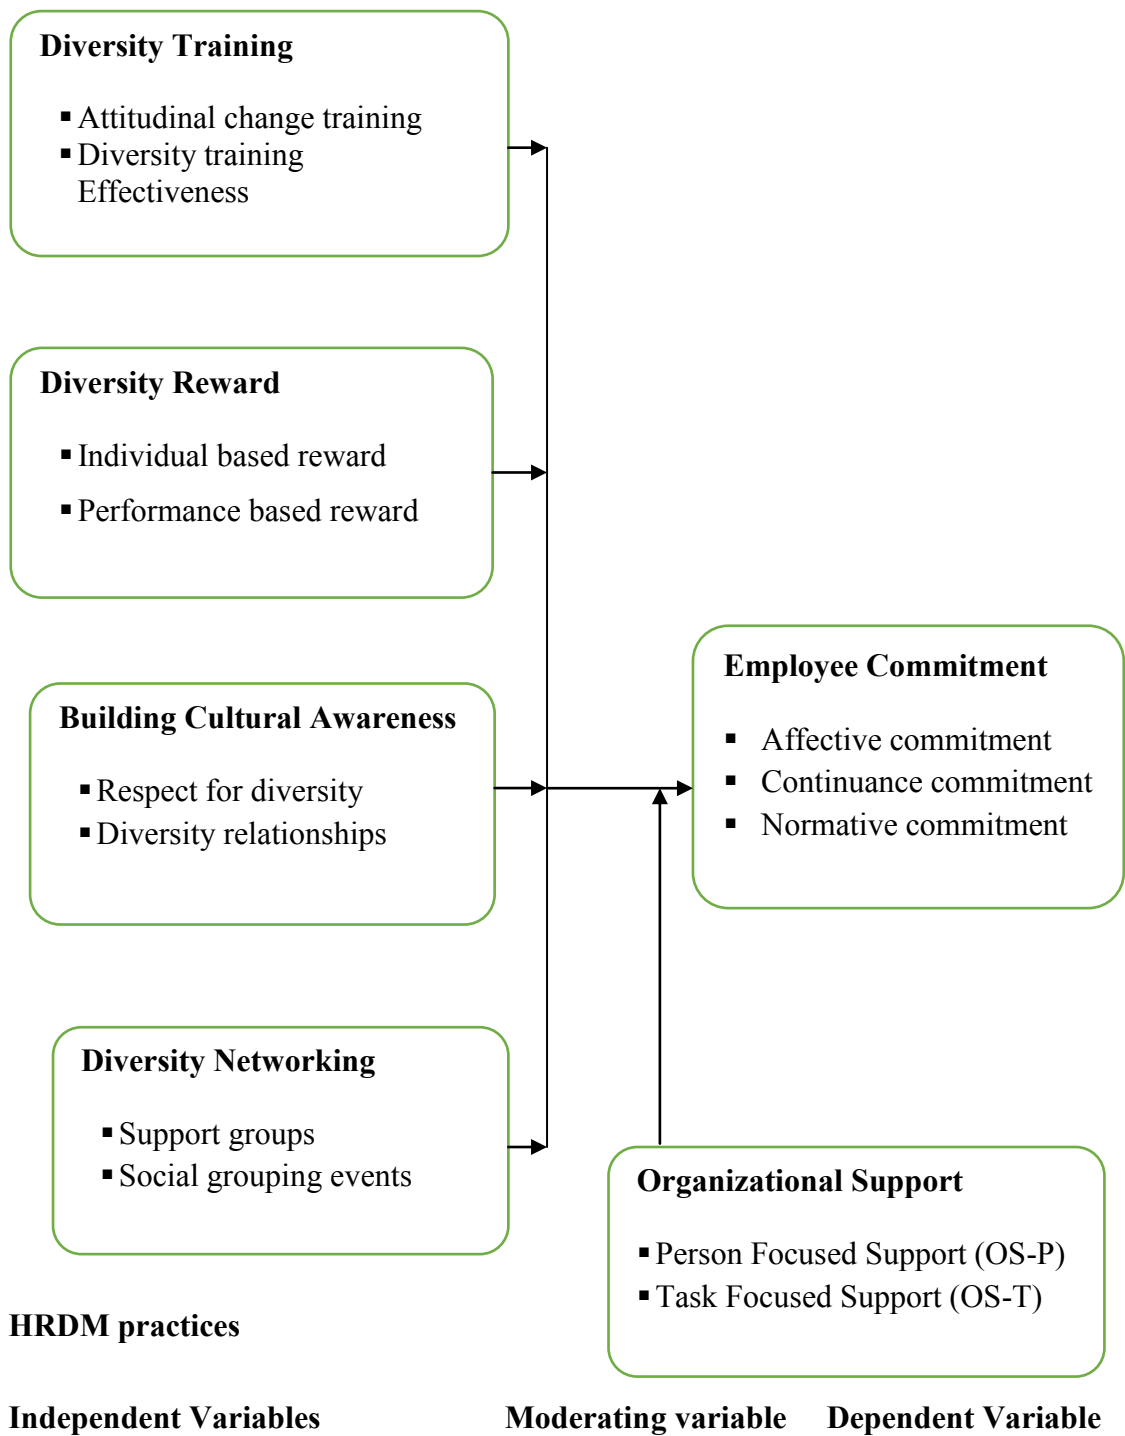 Diversity Training
▪ Attitudinal change training
▪ Diversity training
Effectiveness
Diversity Reward
▪ Individual based reward
▪ Performance based reward
Building Cultural Awareness
▪ Respect for diversity
▪ Diversity relationships
Employee Commitment
▪ Affective commitment
▪ Continuance commitment
▪ Normative commitment
Diversity Networking
▪ Support groups
▪ Social grouping events
Organizational Support
▪ Person Focused Support (OS-P)
▪ Task Focused Support (OS-T)
HRDM practices
Independent Variables
Moderating variable
Dependent Variable